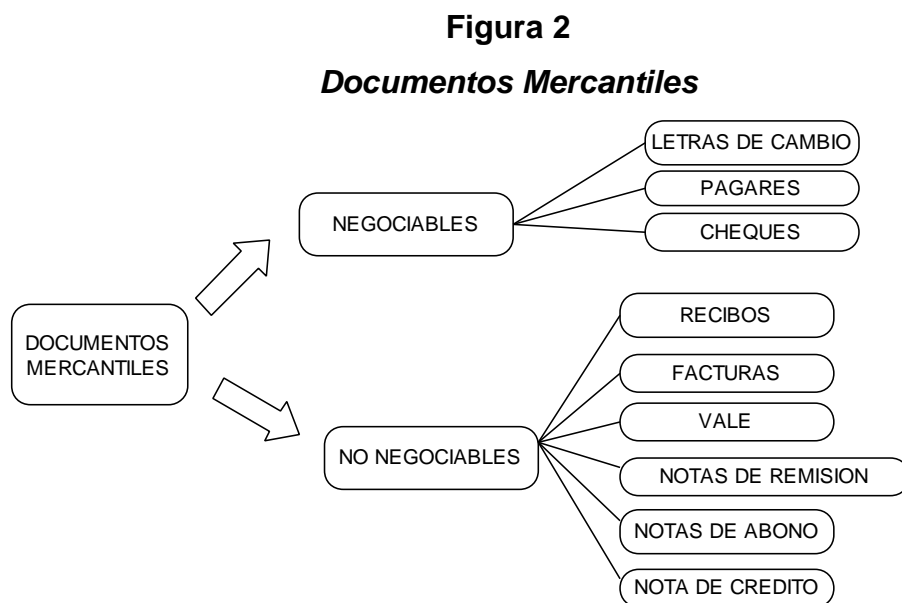 Figura 2
Documentos Mercantiles
LETRAS DE CAMBIO
PAGARES
CHEQUES
NEGOCIABLES
DOCUMENTOS
MERCANTILES
NO NEGOCIABLES
RECIBOS
FACTURAS
VALE
NOTAS DE REMISION
NOTAS DE ABONO
NOTA DE CREDITO